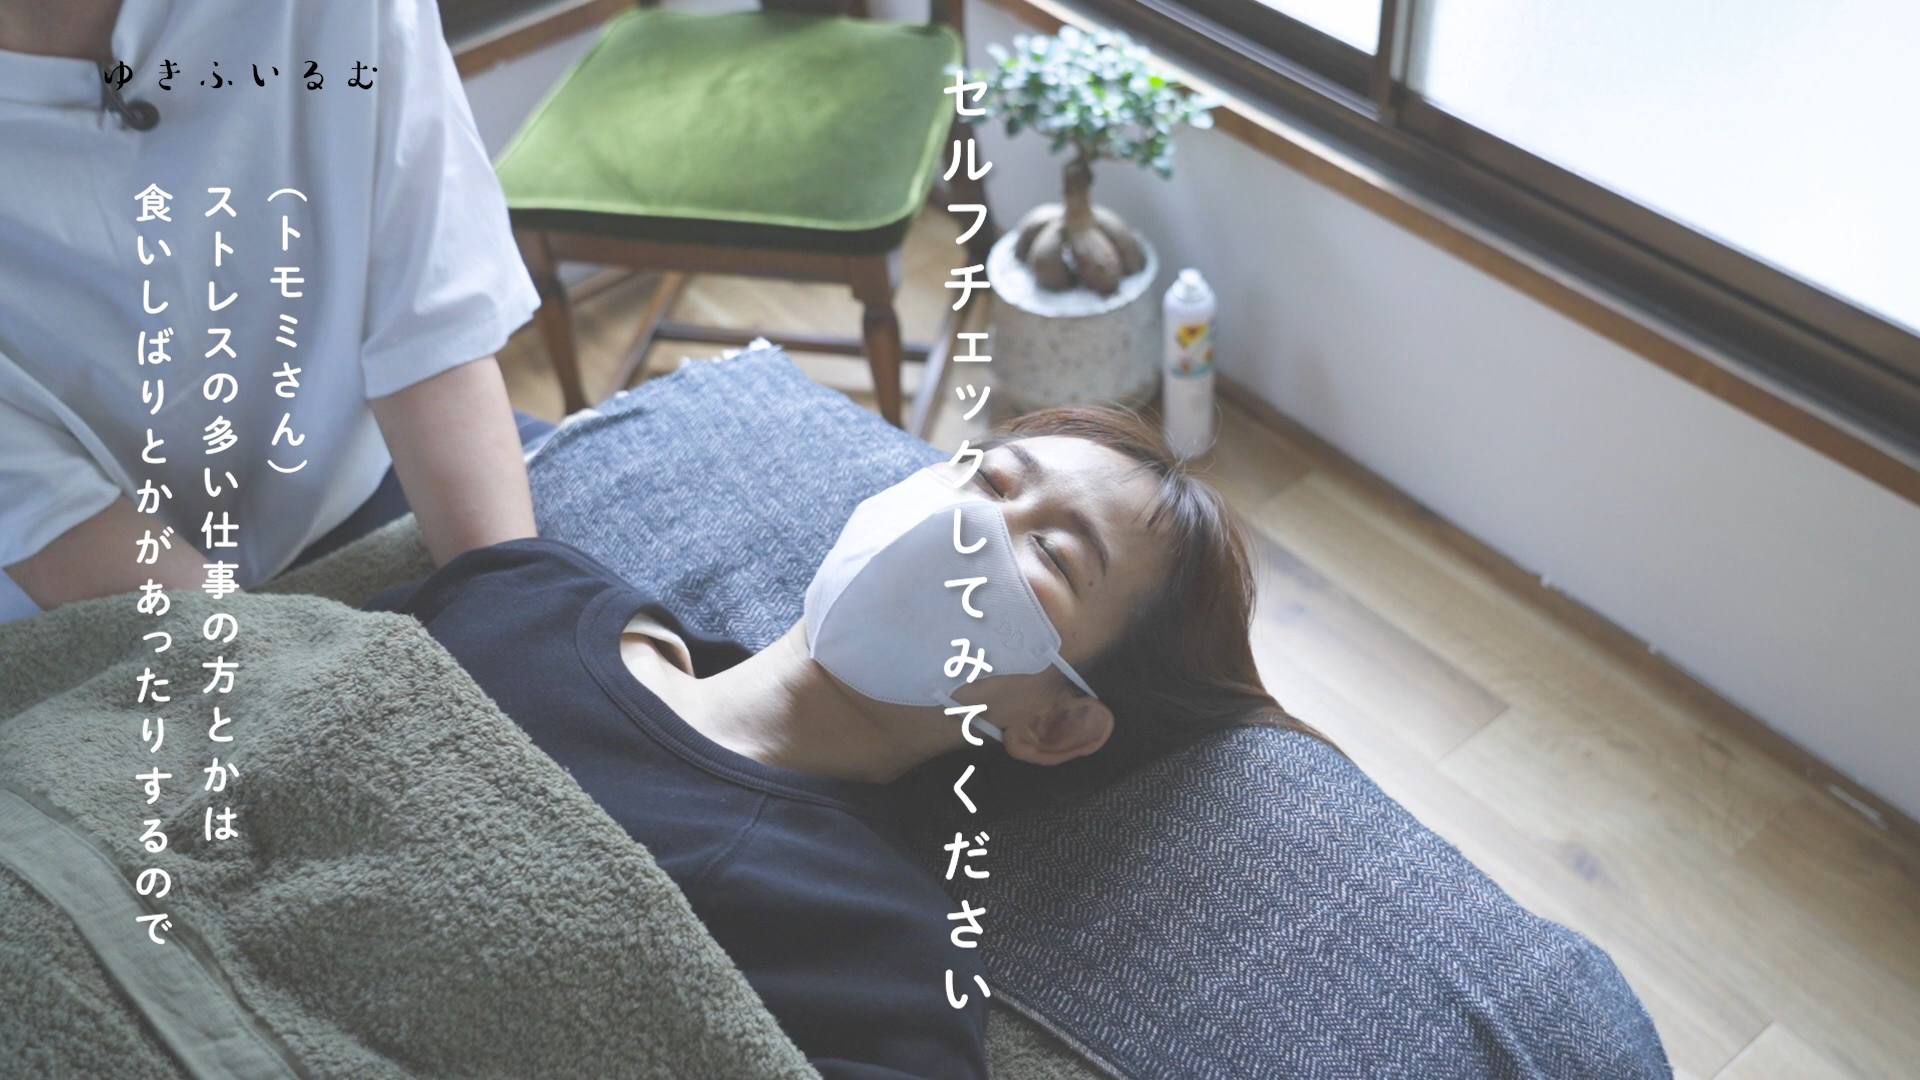 ゆきふいるむ
セルフチェックしてみてください
（トモミさん）
ストレスの多い仕事の方とかは
食いしばりとかがあったりするので